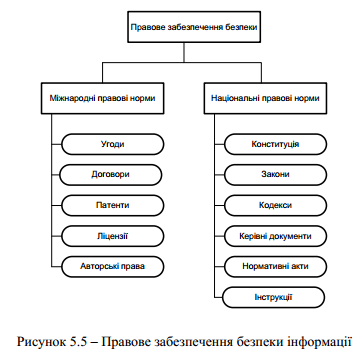 Правове забезпечення безпеки
Міжнародні правові норми
Національні правові норми
Угоди
Договори
Патенти
Ліцензії
Авторські права
Конституція
Закони
Кодекси
Керівні документи
Нормативні акти
Інструкції
Рисунок 5.5 – Правове забезпечення безпеки інформації